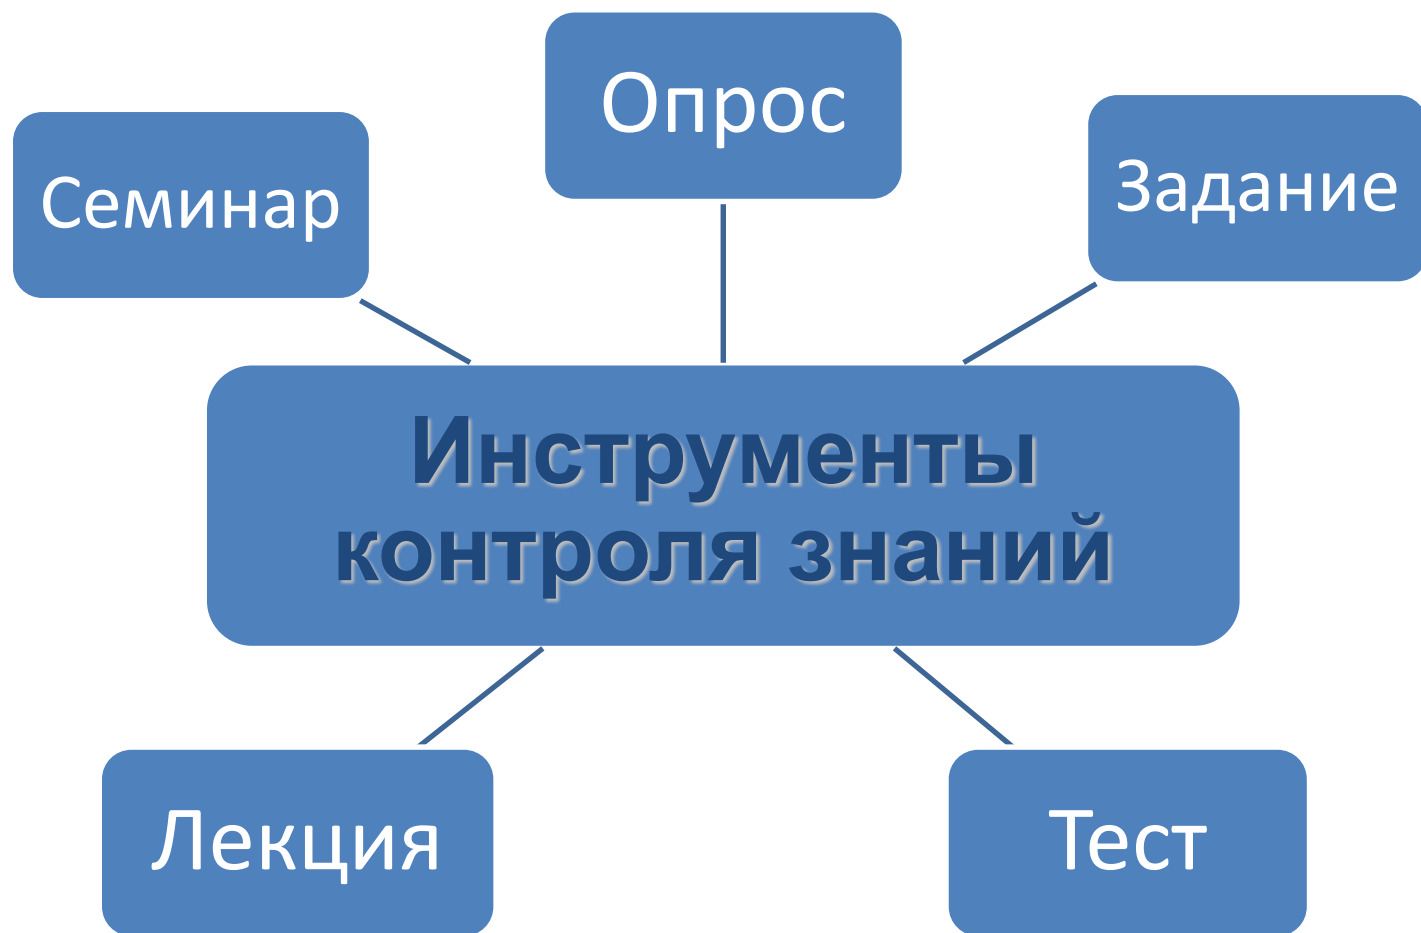 Опрос
Семинар
Задание
Инструменты
контроля знаний
Лекция
Тест